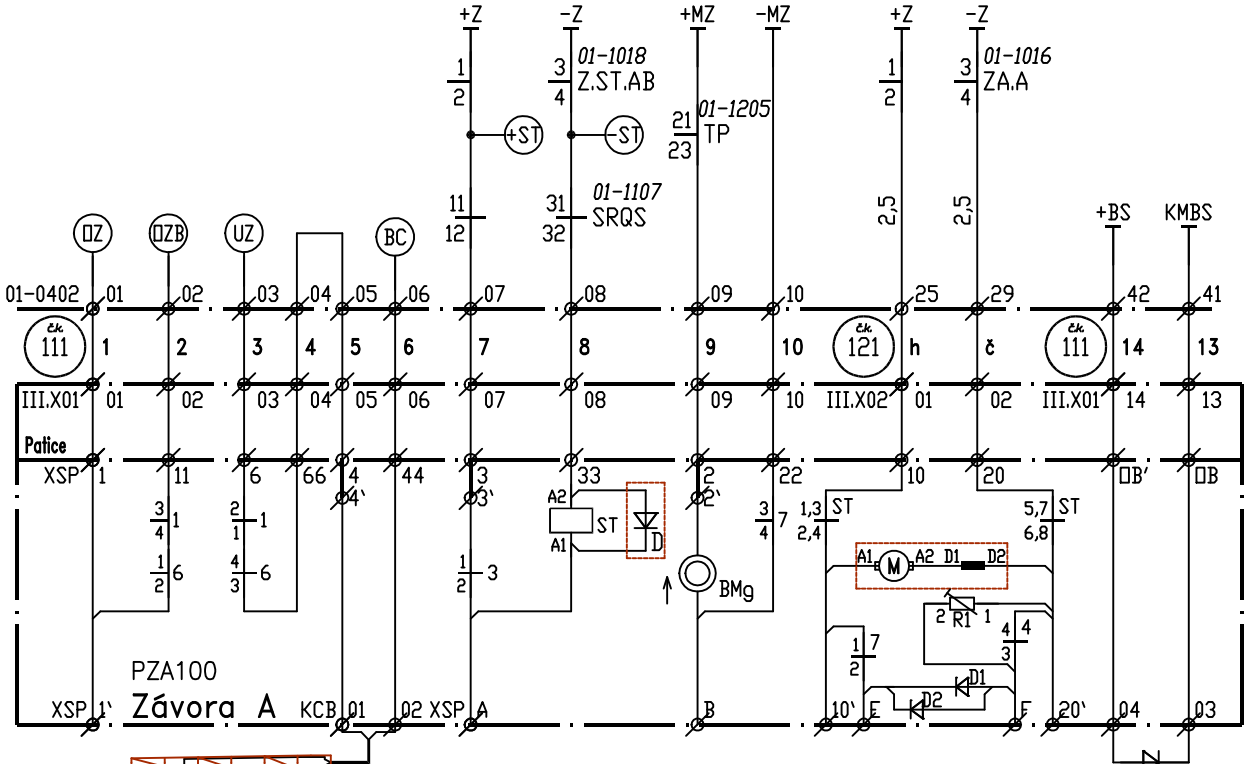 +Z -Z +MZ -MZ +Z -Z
01-1018 01-1016
1 3 1 3
Z.ST.AB ZA.A
2 4 2 4
01-1205
21
+ST -ST TP
23
01-1107
11 31 2,5 2,5
SRQS
12 32
+BS KMBS
OZ OZB UZ BC
01-0402 01 02 03 04 05 06 07 08 09 10 25 29 42 41
čk. čk. čk.
111 1 2 3 4 5 6 7 8 9 10 121 h č 111 14 13
III.X01 01 02 03 04 05 06 07 08 09 10 III.X02 01 02 III.X01 14 13
Patice
XSP 1 11 6 66 4 44 3 33 2 22 10 20 OB' OB
4' 3' A2 2'
3 2 3 1,3 ST 5,7 ST
1 1 ST D 7
4 1 4 2,4 6,8
A1
A1 M A2 D1 D2
1 4 1
6 6 3 BMg
2 3 2
2 R1 1
4 4
1 7 3
2
PZA100
D1
D2
XSP 1' Závora A KCB 01 02 XSP A B 10' E F 20' 04 03